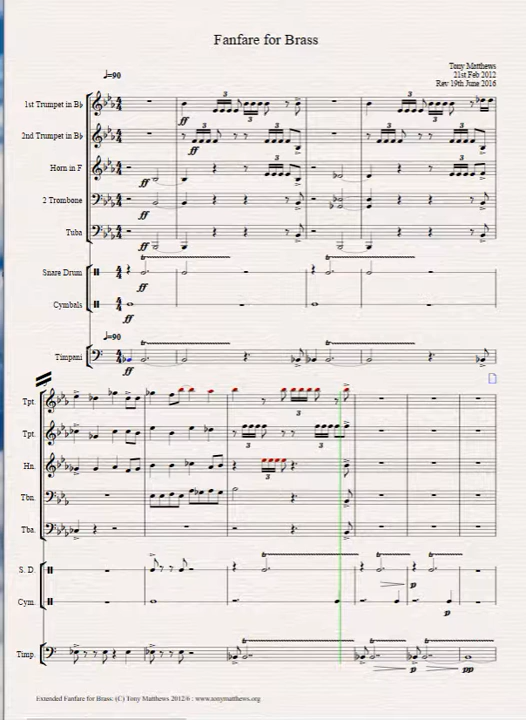 Fanfare for Brass
Tony Matthews
21st Feb 2012
Rev 19th June 2016
♩=90
1st Trumpet in B♭
2nd Trumpet in B♭
Horn in F
2 Trombone
Tuba
Snare Drum
Cymbals
♩=90
Timpani
Tpt.
Tpt.
Hn.
Tbn.
Tba.
S. D.
Cym.
Timp.
Extended Fanfare for Brass: (C) Tony Matthews 2012/6 : www.tonymatthews.org